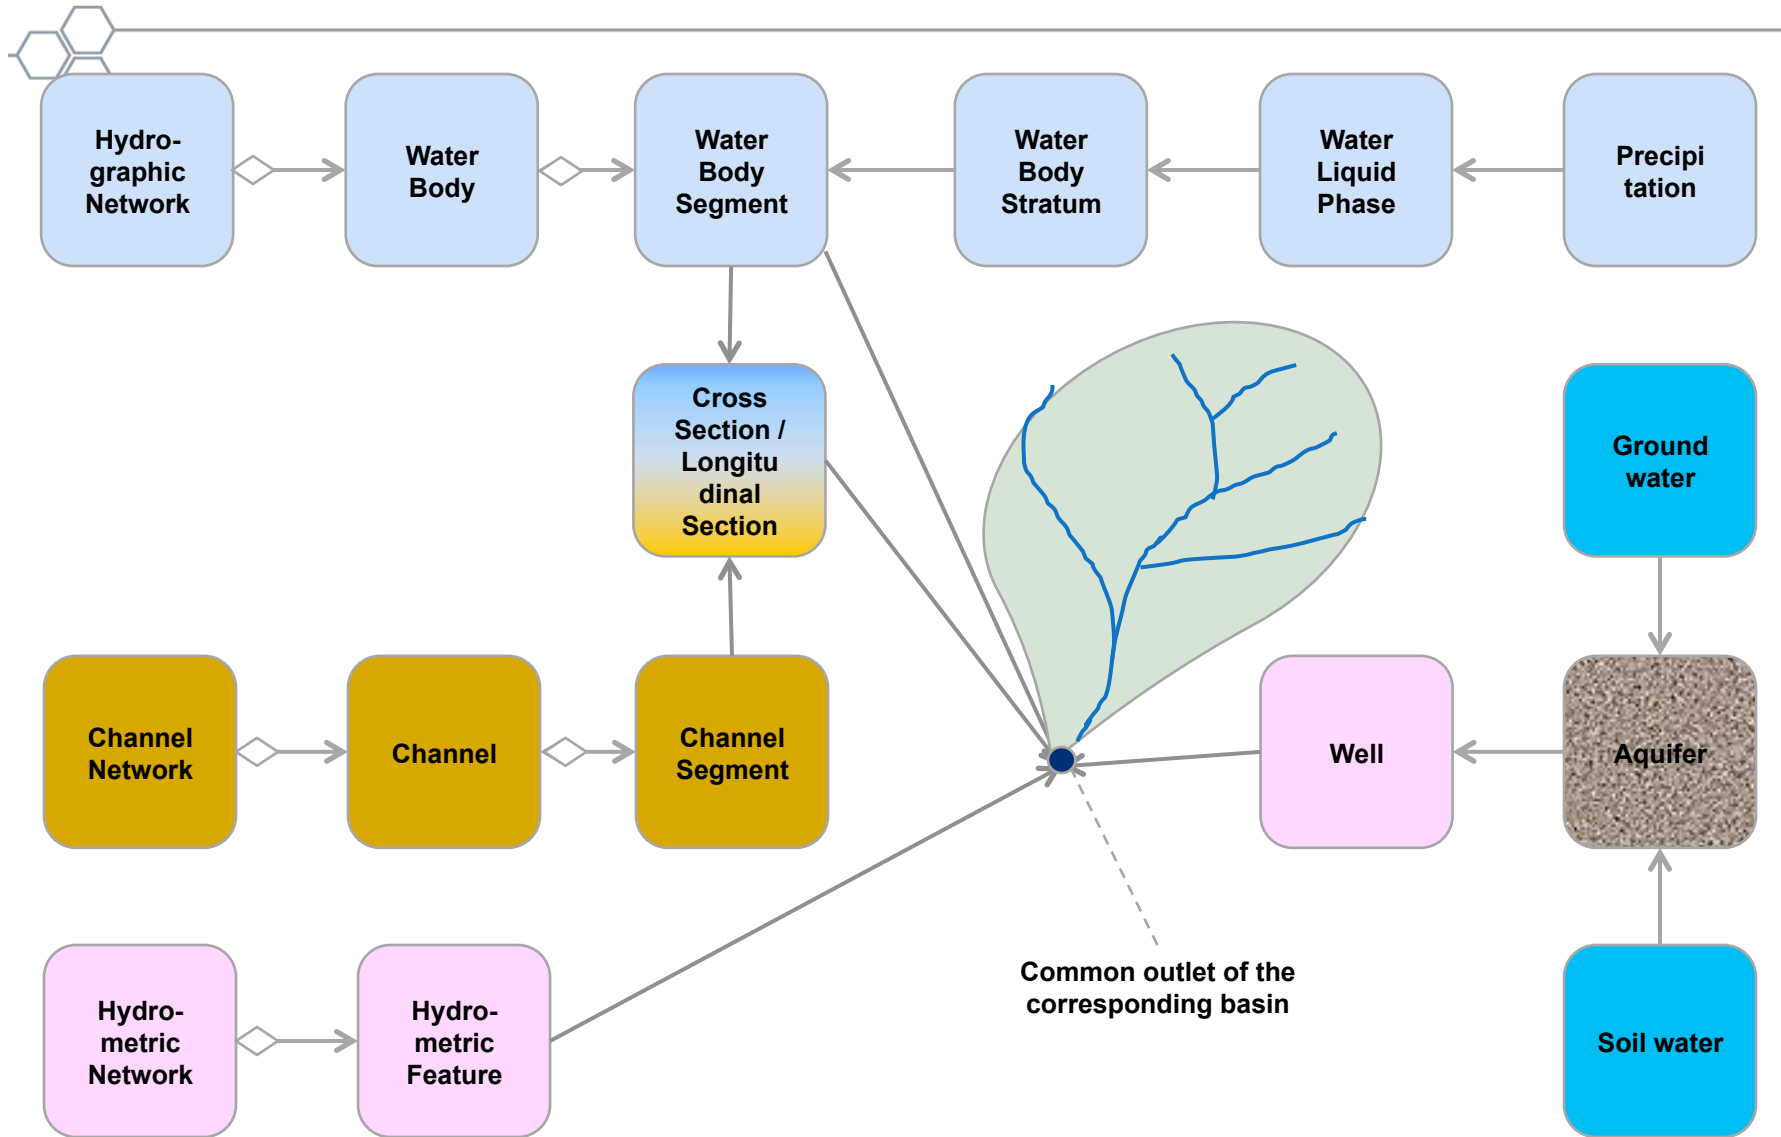 Hydro-
graphic
Network
Water
Body
Water
Body
Segment
Water
Body
Stratum
Water
Liquid
Phase
Precipi
tation
Cross
Section /
Longitu
dinal
Section
Ground
water
Channel
Network
Channel
Channel
Segment
Well
Aquifer
Hydro-
metric
Network
Hydro-
metric
Feature
Common outlet of the
corresponding basin
Soil water